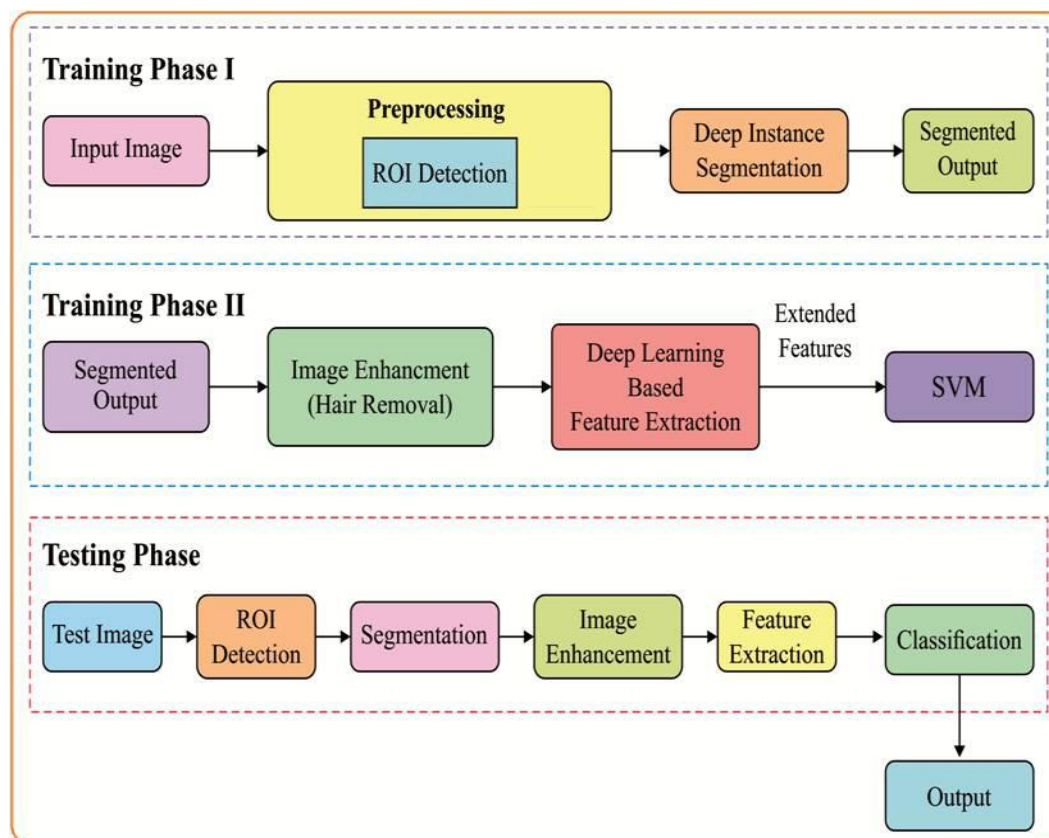 Training Phase I
Input Image
Preprocessing
ROI Detection
Deep Instance
Segmentation
Segmented
Output
Training Phase II
Segmented
Output
Image Enhancment
(Hair Removal)
Deep Learning
Based
Feature Extraction
Extended
Features
SVM
Testing Phase
Test Image
ROI
Detection
Segmentation
Image
Enhancement
Feature
Extraction
Classification
Output